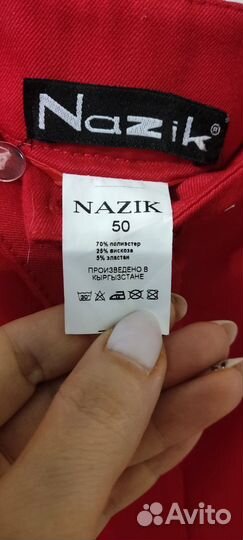 Nazik®
NAZIK
50
70% полиэстер
25% вискоза
5% эластан
ПРОИЗВЕДЕНО В
КЫРГЫЗСТАНЕ
Avito